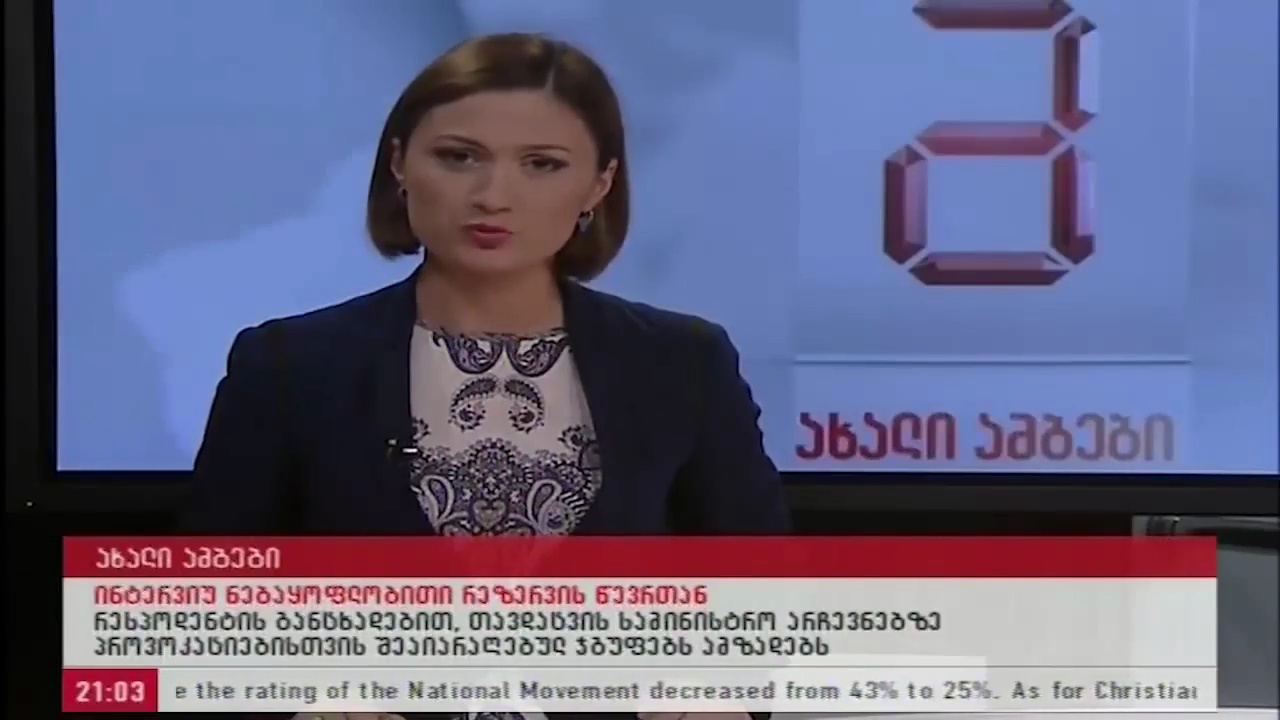 ახალი ამბები
ახალი ამბები
ინტერვიუ ნებაყოფლობითი რეზერვის წევრთან
რესპოდენტის განცხადებით, თავდაცვის სამინისტრო არჩევნებზე
პროვოკაციებისთვის შეაიარაღებულ ჯგუფებს ამზადებს
21:03 e the rating of the National Movement decreased from 43% to 25%. As for Christian